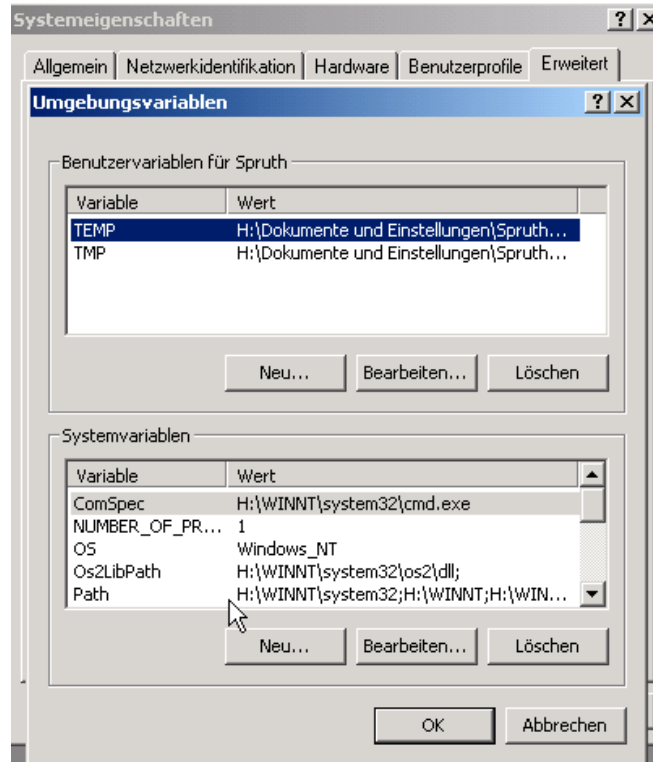 Systemeigenschaften
Allgemein Netzwerkidentifikation Hardware Benutzerprofile Erweitert
Umgebungsvariablen
Benutzervariablen für Spruth
Variable Wert
TEMP H:\Dokumente und Einstellungen\Spruth...
TMP H:\Dokumente und Einstellungen\Spruth...
Neu... Bearbeiten... Löschen
Systemvariablen
Variable Wert
ComSpec H:\WINNT\system32\cmd.exe
NUMBER_OF_PR... 1
OS Windows_NT
Os2LibPath H:\WINNT\system32\os2\dll;
Path H:\WINNT\system32;H:\WINNT;H:\WIN...
Neu... Bearbeiten... Löschen
OK Abbrechen